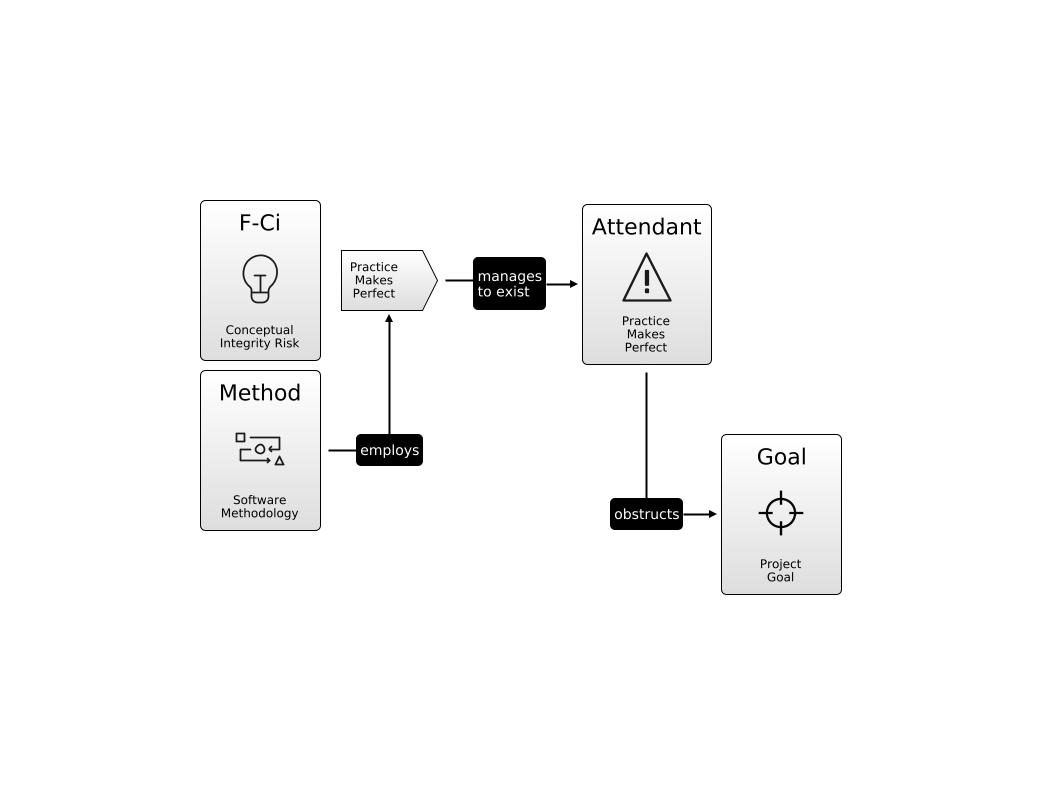 F-Ci
Conceptual
Integrity Risk
Practice
Makes
Perfect
manages
to exist
Attendant
Practice
Makes
Perfect
Method
Software
Methodology
employs
obstructs
Goal
Project
Goal